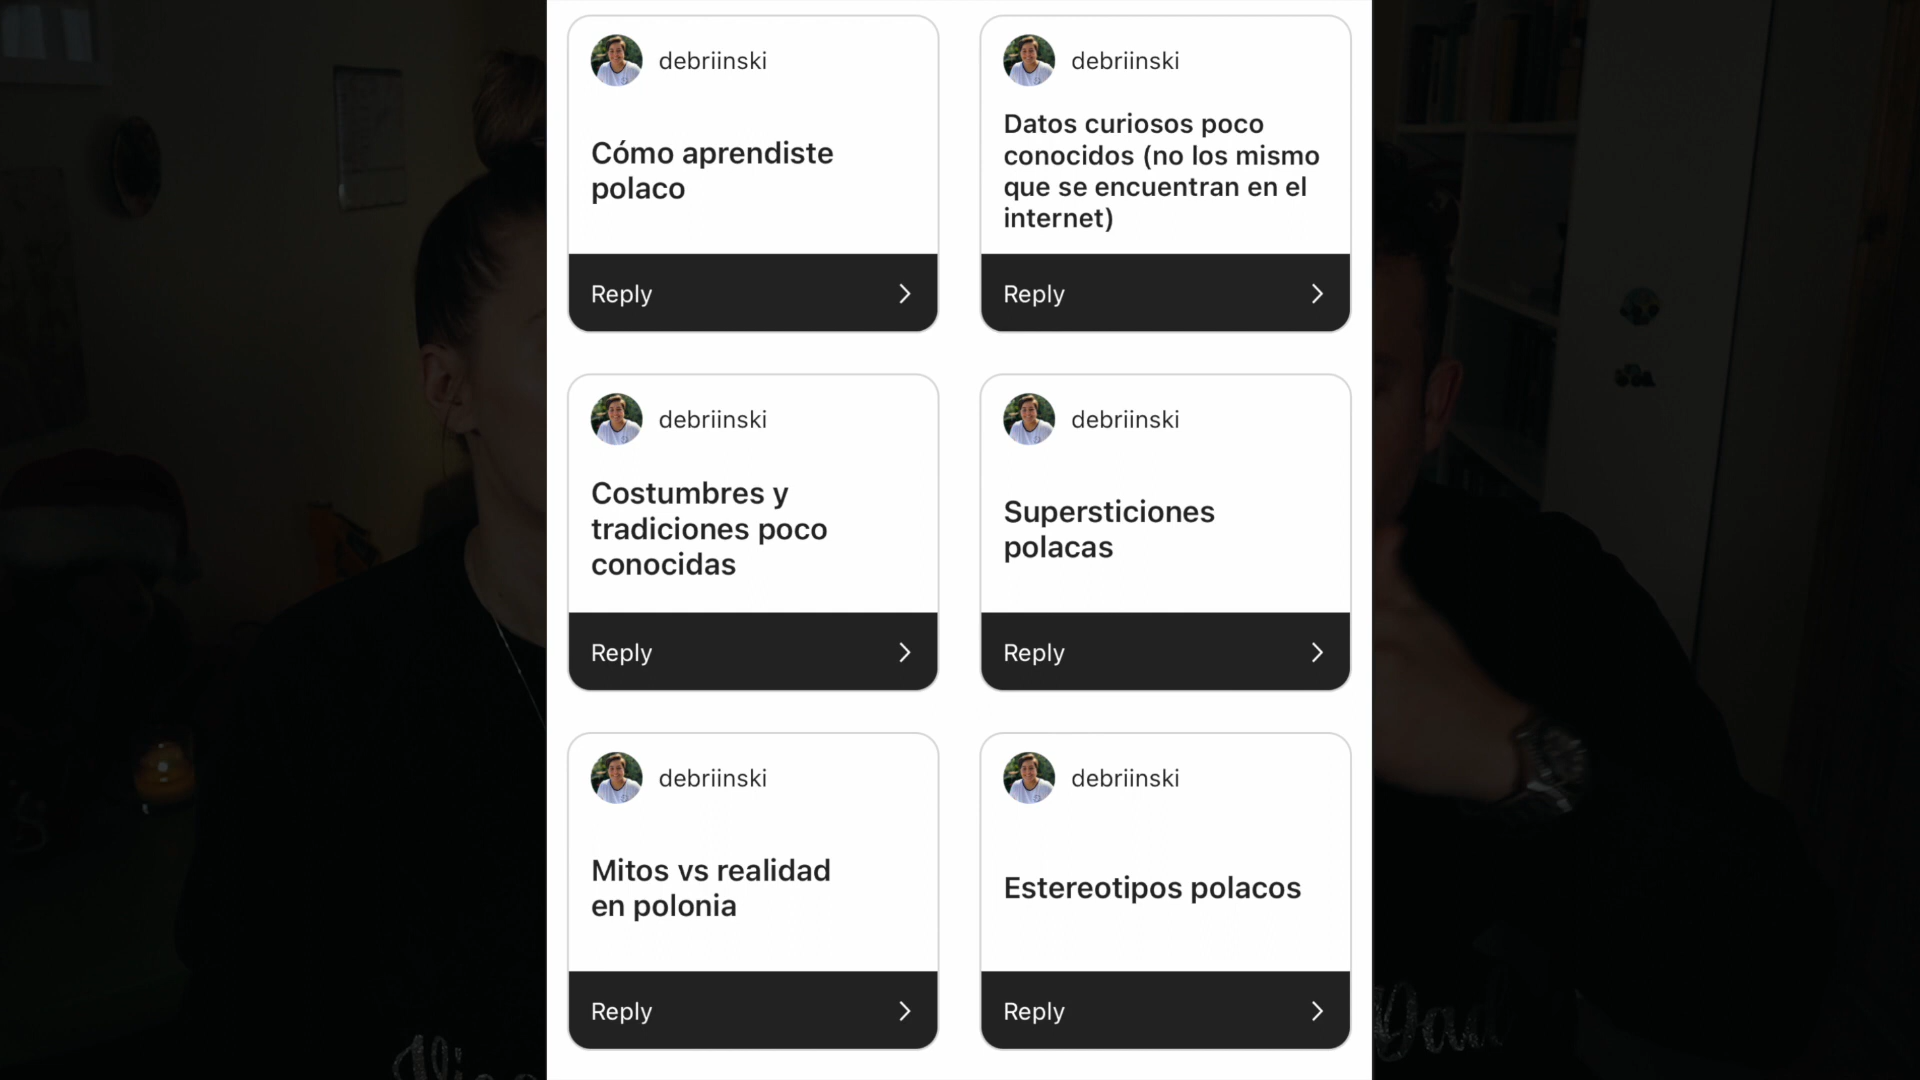 debriinski
Cómo aprendiste
polaco
Reply
debriinski
Datos curiosos poco
conocidos (no los mismo
que se encuentran en el
internet)
Reply
debriinski
Costumbres y
tradiciones poco
conocidas
Reply
debriinski
Supersticiones
polacas
Reply
debriinski
Mitos vs realidad
en polonia
Reply
debriinski
Estereotipos polacos
Reply
Dad